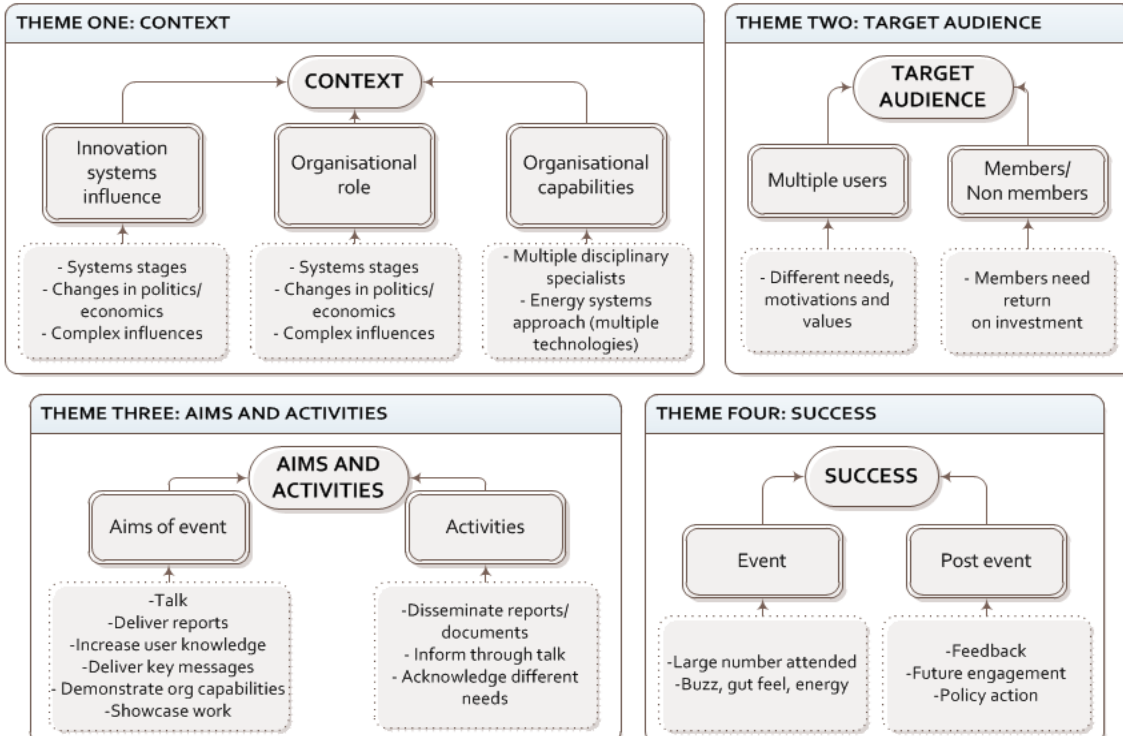 THEME ONE: CONTEXT
CONTEXT
Innovation
systems
influence
Organisational
role
Organisational
capabilities
- Systems stages
- Changes in politics/
economics
- Complex influences
- Systems stages
- Changes in politics/
economics
- Complex influences
- Multiple disciplinary
specialists
- Energy systems
approach (multiple
technologies)
THEME TWO: TARGET AUDIENCE
TARGET
AUDIENCE
Multiple users
Members/
Non members
- Different needs,
motivations and
values
- Members need
return
on investment
THEME THREE: AIMS AND ACTIVITIES
AIMS AND
ACTIVITIES
Aims of event
Activities
-Talk
- Deliver reports
- Increase user knowledge
- Deliver key messages
- Demonstrate org capabilities
- Showcase work
-Disseminate reports/
documents
- Inform through talk
- Acknowledge different
needs
THEME FOUR: SUCCESS
SUCCESS
Event
Post event
-Large number attended
- Buzz, gut feel, energy
- Feedback
-Future engagement
-Policy action